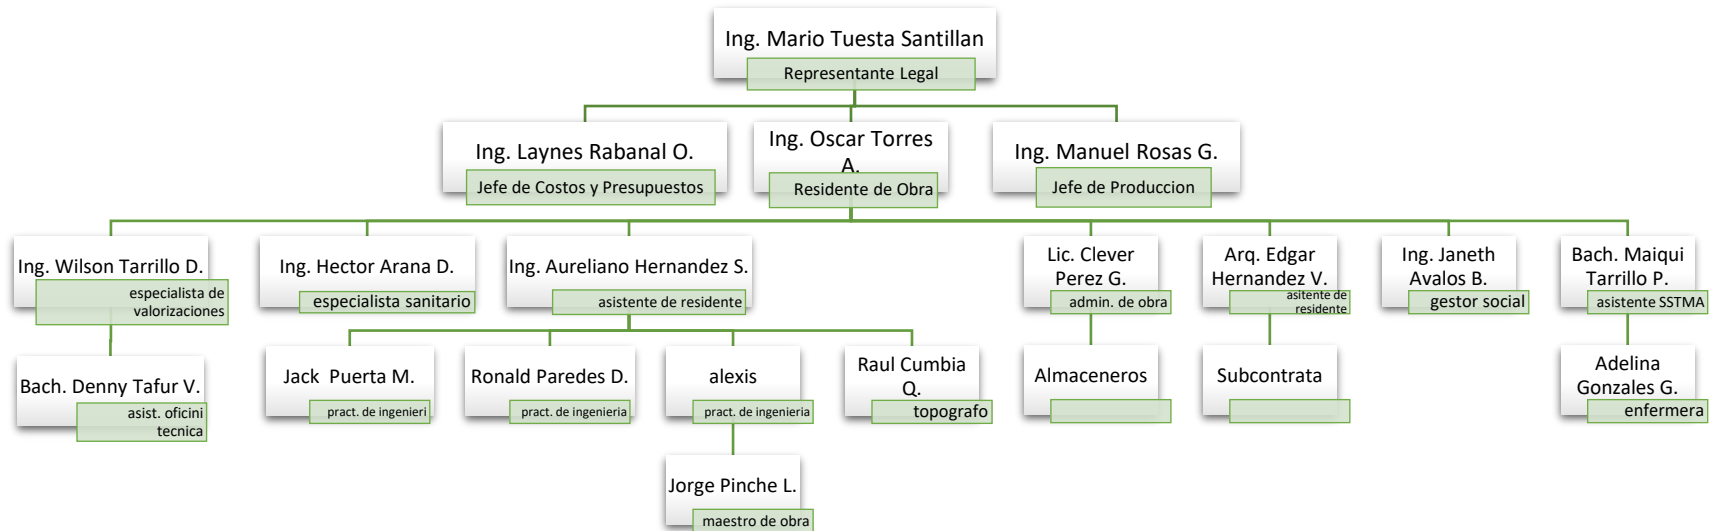 Ing. Mario Tuesta Santillan
Representante Legal
Ing. Laynes Rabanal O.
Jefe de Costos y Presupuestos
Ing. Oscar Torres
A.
Residente de Obra
Ing. Manuel Rosas G.
Jefe de Produccion
Ing. Wilson Tarrillo D.
especialista de
valorizaciones
Ing. Hector Arana D.
especialista sanitario
Ing. Aureliano Hernandez S.
asistente de residente
Lic. Clever
Perez G.
admin. de obra
Arq. Edgar
Hernandez V.
asitente de
residente
Ing. Janeth
Avalos B.
gestor social
Bach. Maiqui
Tarrillo P.
asistente SSTMA
Bach. Denny Tafur V.
asist. oficini
tecnica
Jack  Puerta M.
pract. de ingenieri
Ronald Paredes D.
pract. de ingenieria
alexis
pract. de ingenieria
Raul Cumbia
Q.
topografo
Almaceneros
Subcontrata
Adelina
Gonzales G.
enfermera
Jorge Pinche L.
maestro de obra